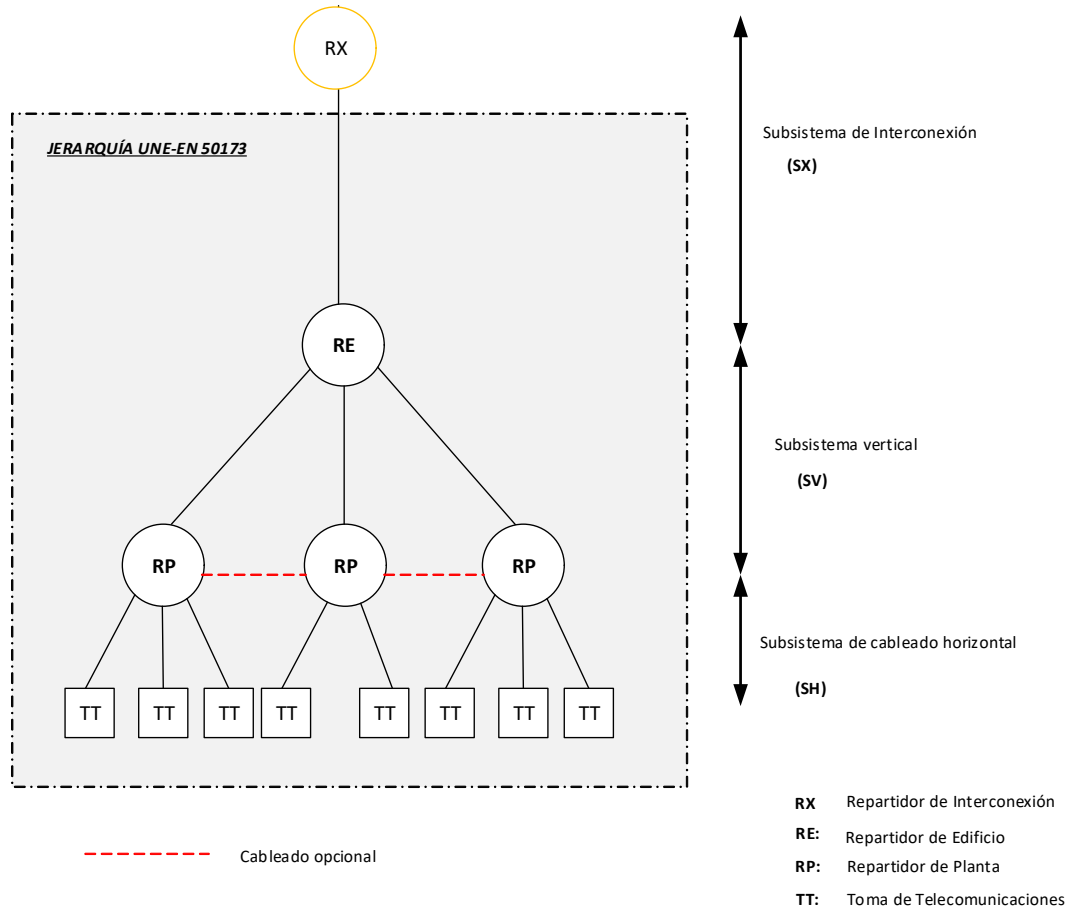 RX
Subsistema de Interconexión
(SX)
JERARQUÍA UNE-EN 50173
RE
Subsistema vertical
(SV)
RP RP RP
Subsistema de cableado horizontal
(SH)
TT TT TT TT TT TT TT TT
RX Repartidor de Interconexión
RE: Repartidor de Edificio
Cableado opcional
RP: Repartidor de Planta
TT: Toma de Telecomunicaciones